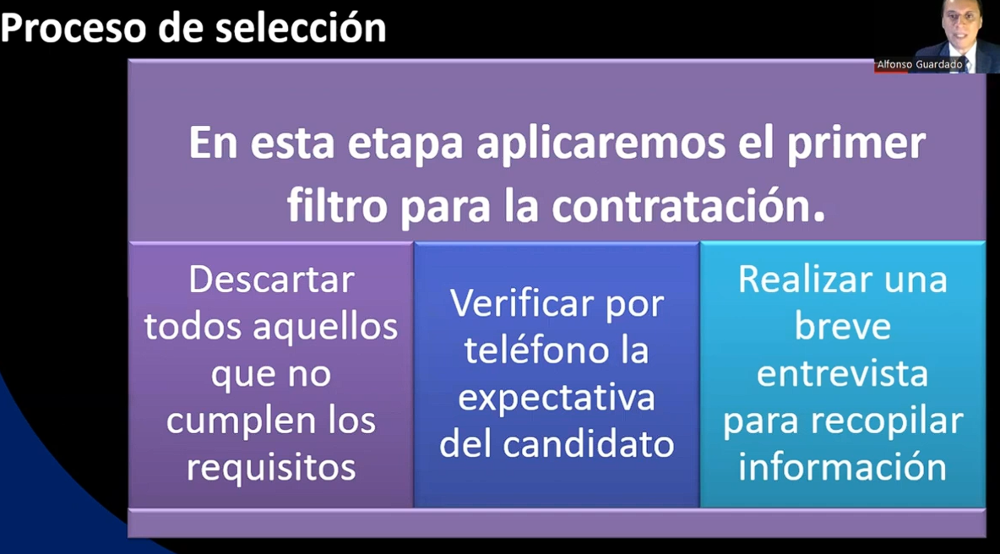 Proceso de selección
Alfonso Guardado
En esta etapa aplicaremos el primer
filtro para la contratación.
Descartar
todos aquellos
que no
cumplen los
requisitos
Verificar por
teléfono la
expectativa
del candidato
Realizar una
breve
entrevista
para recopilar
información